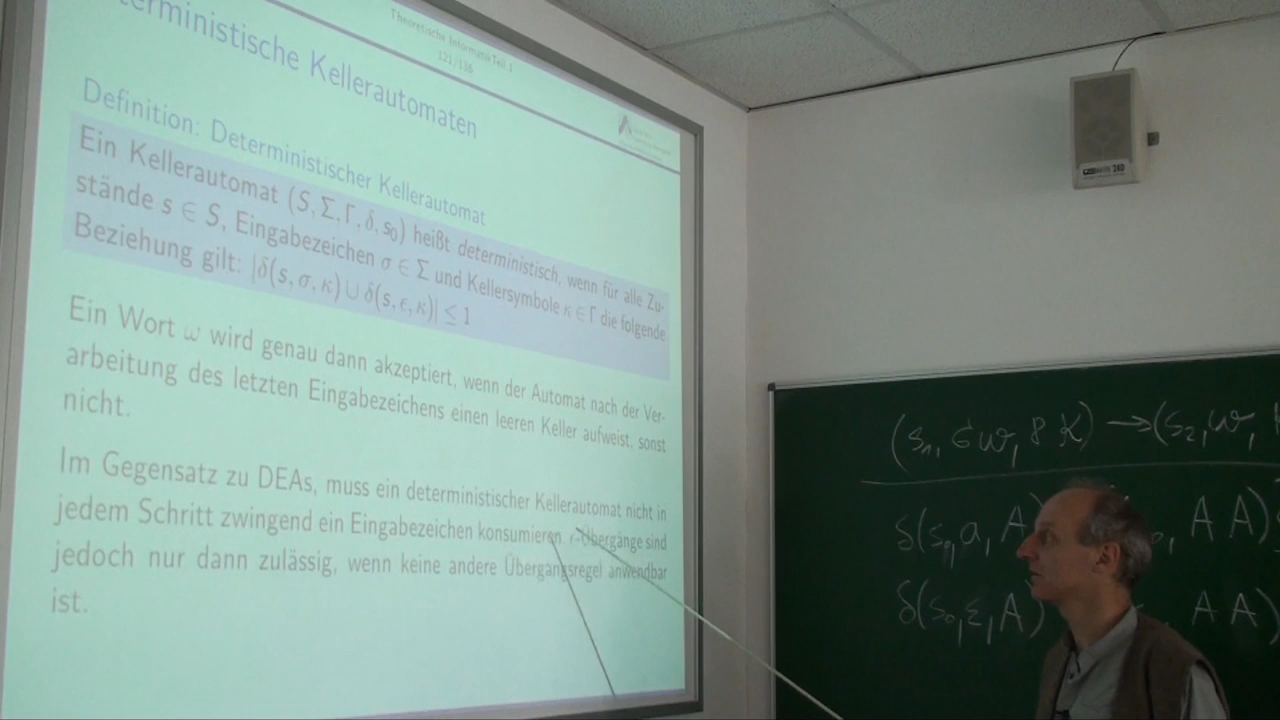 Theoretische Informatik Teil 1
121/136
terministische Kellerautomaten
Definition: Deterministischer Kellerautomat
Ein Kellerautomat (S, Σ, Γ, δ, s₀) heißt deterministisch, wenn für alle Zu-
stände s ∈ S, Eingabezeichen σ ∈ Σ und Kellersymbole κ ∈ Γ die folgende
Beziehung gilt: |δ(s, σ, κ) ∪ δ(s, ϵ, κ)| ≤ 1
Ein Wort ω wird genau dann akzeptiert, wenn der Automat nach der Ver-
arbeitung des letzten Eingabezeichens einen leeren Keller aufweist, sonst
nicht.
Im Gegensatz zu DEAs, muss ein deterministischer Kellerautomat nicht in
jedem Schritt zwingend ein Eingabezeichen konsumieren. ϵ-Übergänge sind
jedoch nur dann zulässig, wenn keine andere Übergangsregel anwendbar
ist.
→ (s₂, w,
δ(s₀, a, A) AA)
δ(s₀, ε, A) AA)